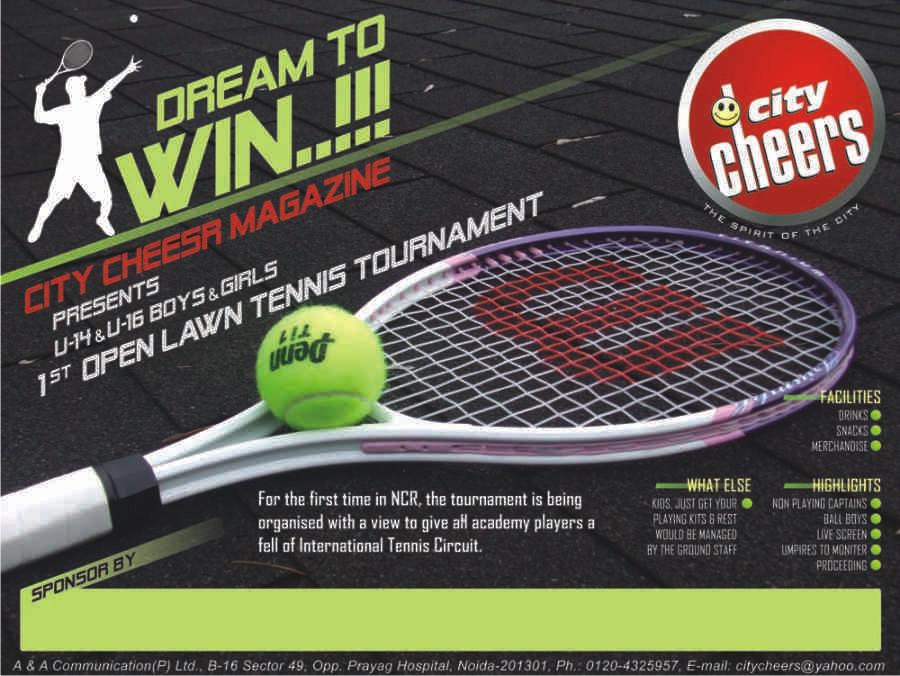 DREAM TO
WIN..!!!
CITY CHEESR MAGAZINE
PRESENTS
U-14 & U-16 BOYS & GIRLS
1ST OPEN LAWN TENNIS TOURNAMENT
city
cheers
THE SPIRIT OF THE CITY
Penn
Ti 1
FACILITIES
DRINKS
SNACKS
MERCHANDISE
WHAT ELSE
KIDS, JUST GET YOUR
PLAYING KITS & REST
WOULD BE MANAGED
BY THE GROUND STAFF
HIGHLIGHTS
NON PLAYING CAPTAINS
BALL BOYS
LIVE SCREEN
UMPIRES TO MONITER
PROCEEDING
For the first time in NCR, the tournament is being
organised with a view to give all academy players a
fell of International Tennis Circuit.
SPONSOR BY
A & A Communication(P) Ltd., B-16 Sector 49, Opp. Prayag Hospital, Noida-201301, Ph.: 0120-4325957, E-mail: citycheers@yahoo.com